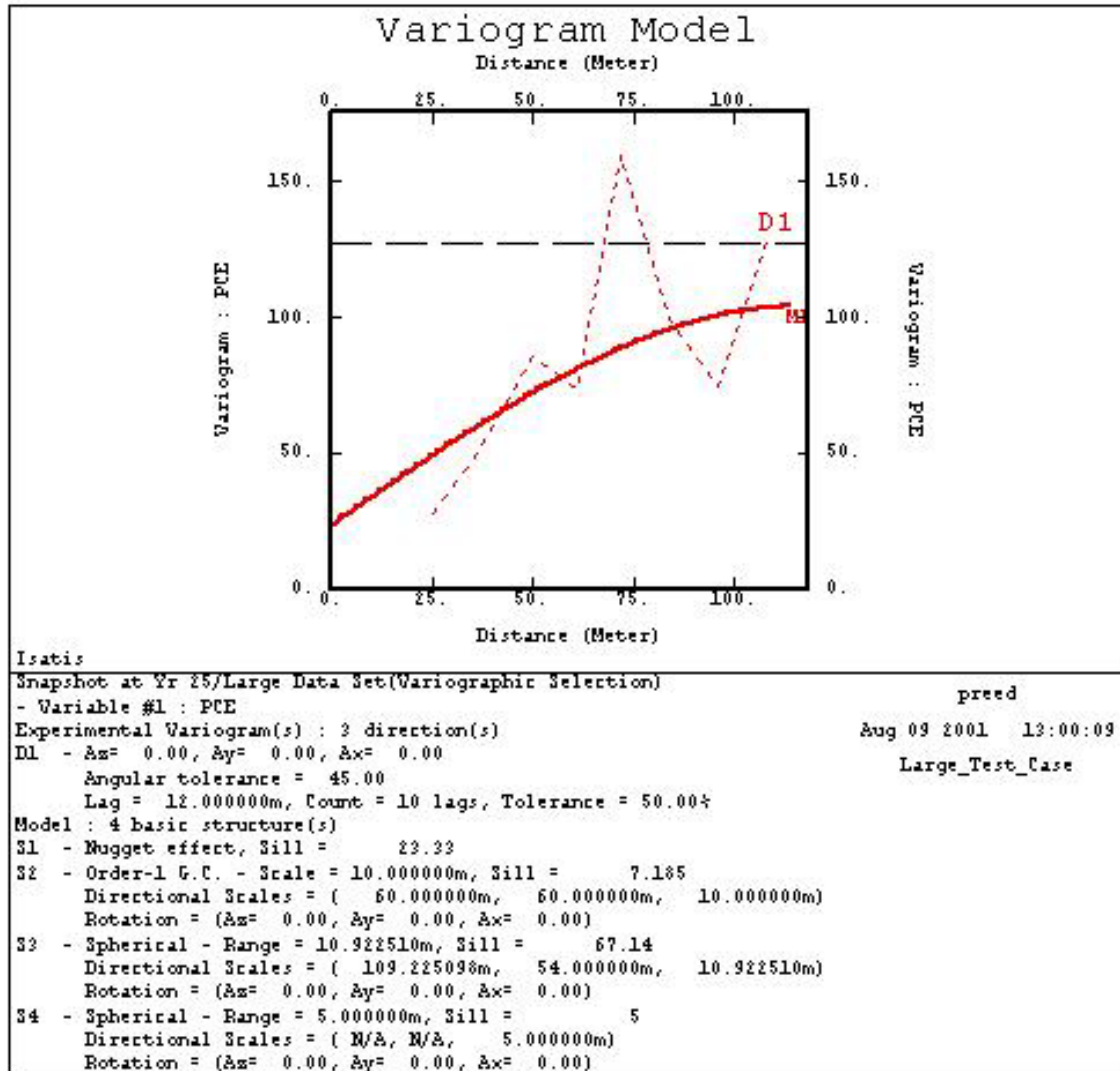 Variogram Model
Distance (Meter)
0. 25. 50. 75. 100.
150. 150.
D1
Variogram : PCE
Variogram : PCE
100. 100.
50. 50.
0. 0.
0. 25. 50. 75. 100.
Distance (Meter)
Isatis
Snapshot at Yr 25/Large Data Set(Variographic Selection)
- Variable #1 : PCE
Experimental Variogram(s) : 3 direction(s)
D1 - Az= 0.00, Ay= 0.00, Ax= 0.00
Angular tolerance = 45.00
Lag = 12.000000m, Count = 10 lags, Tolerance = 50.00%
Model : 4 basic structure(s)
S1 - Nugget effect, Sill = 23.33
S2 - Order-1 G.C. - Scale = 10.000000m, Sill = 7.185
Directional Scales = ( 60.000000m, 60.000000m, 10.000000m)
Rotation = (Az= 0.00, Ay= 0.00, Ax= 0.00)
S3 - Spherical - Range = 10.922510m, Sill = 67.14
Directional Scales = ( 109.225098m, 54.000000m, 10.922510m)
Rotation = (Az= 0.00, Ay= 0.00, Ax= 0.00)
S4 - Spherical - Range = 5.000000m, Sill = 5
Directional Scales = ( N/A, N/A, 5.000000m)
Rotation = (Az= 0.00, Ay= 0.00, Ax= 0.00)
preed
Aug 09 2001 13:00:09
Large_Test_Case